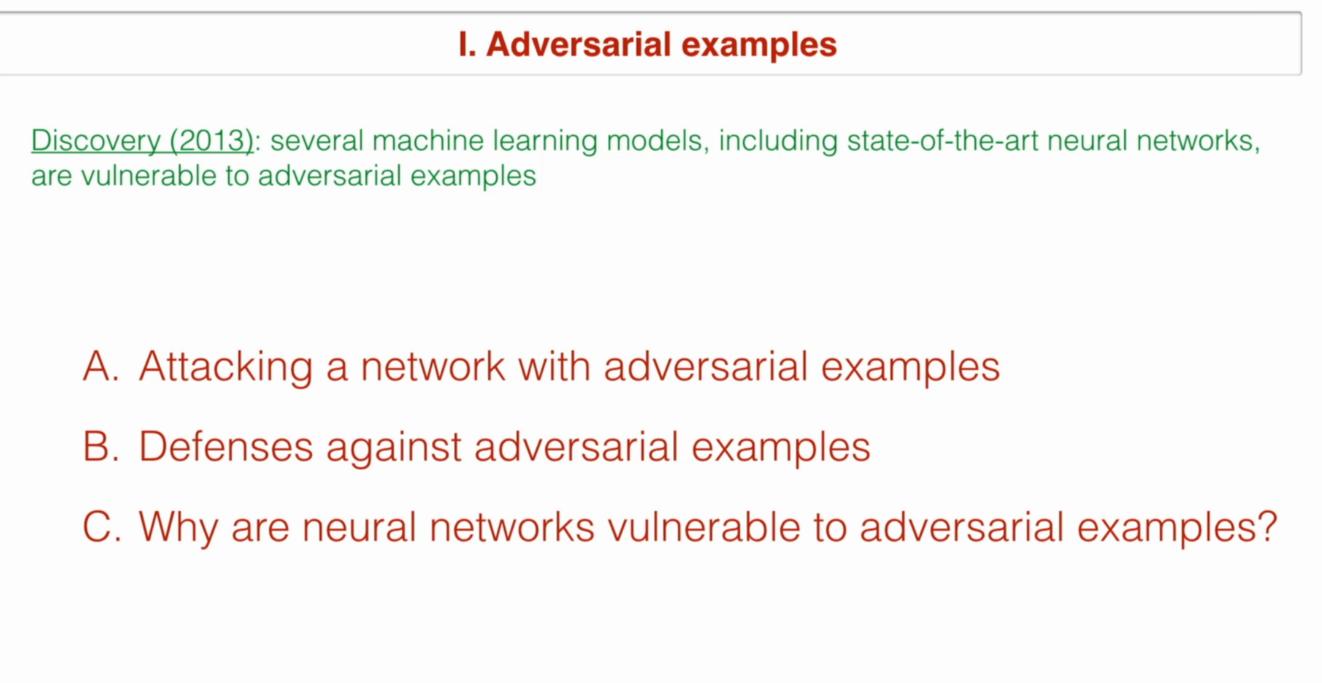 I. Adversarial examples
Discovery (2013): several machine learning models, including state-of-the-art neural networks,
are vulnerable to adversarial examples
A. Attacking a network with adversarial examples
B. Defenses against adversarial examples
C. Why are neural networks vulnerable to adversarial examples?